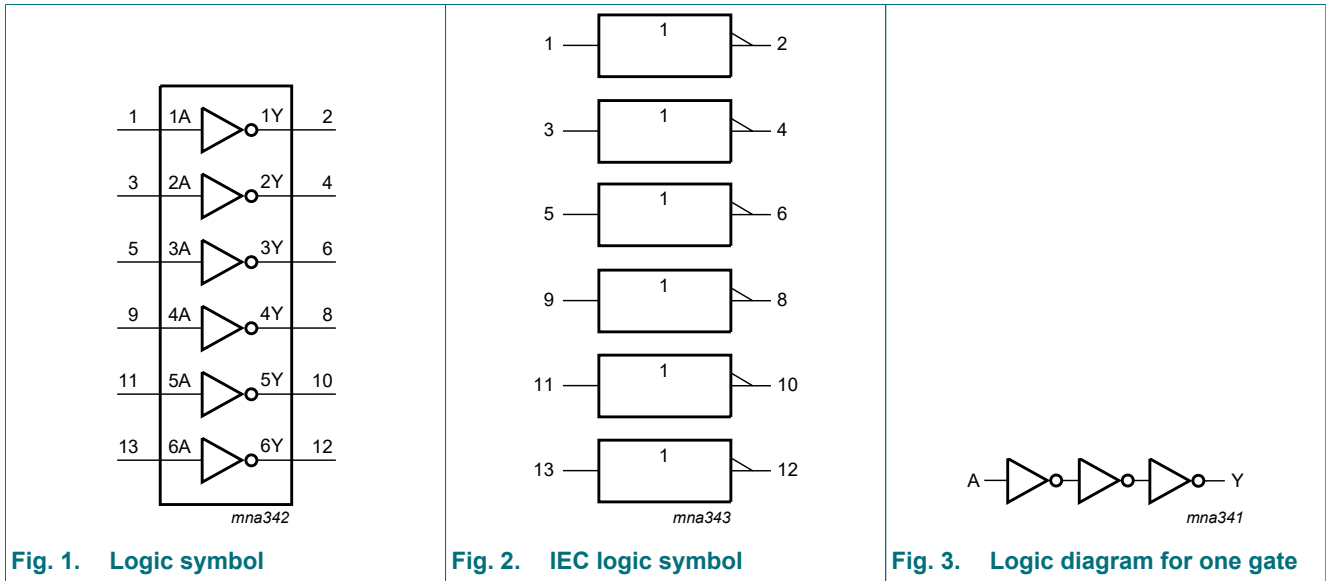 1 1A 1Y 2
3 2A 2Y 4
5 3A 3Y 6
9 4A 4Y 8
11 5A 5Y 10
13 6A 6Y 12
mna342
Fig. 1. Logic symbol
1 1 2
3 1 4
5 1 6
9 1 8
11 1 10
13 1 12
mna343
Fig. 2. IEC logic symbol
A Y
mna341
Fig. 3. Logic diagram for one gate